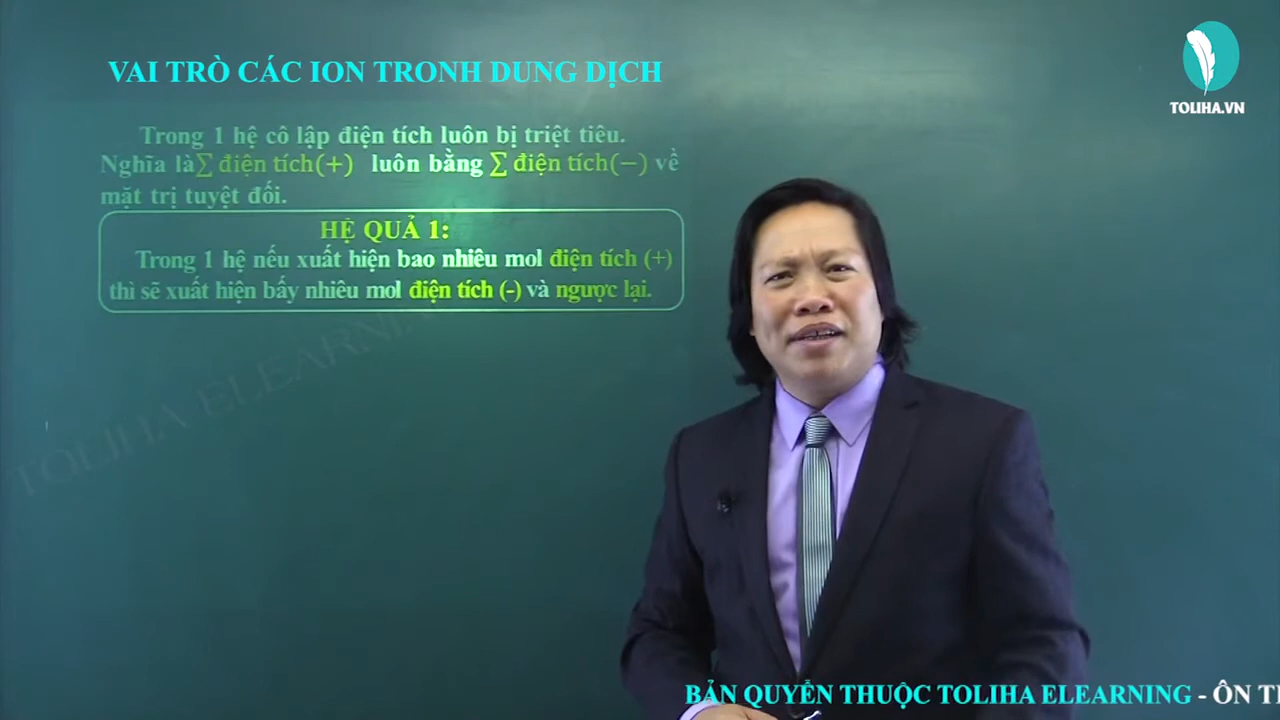 VAI TRÒ CÁC ION TRONH DUNG DỊCH
TOLIHA.VN
Trong 1 hệ cô lập điện tích luôn bị triệt tiêu.
Nghĩa là∑ điện tích(+) luôn bằng ∑ điện tích(−) về
mặt trị tuyệt đối.
HỆ QUẢ 1:
Trong 1 hệ nếu xuất hiện bao nhiêu mol điện tích (+)
thì sẽ xuất hiện bấy nhiêu mol điện tích (-) và ngược lại.
TOLIHA ELEARNI
BẢN QUYỀN THUỘC TOLIHA ELEARNING - ÔN